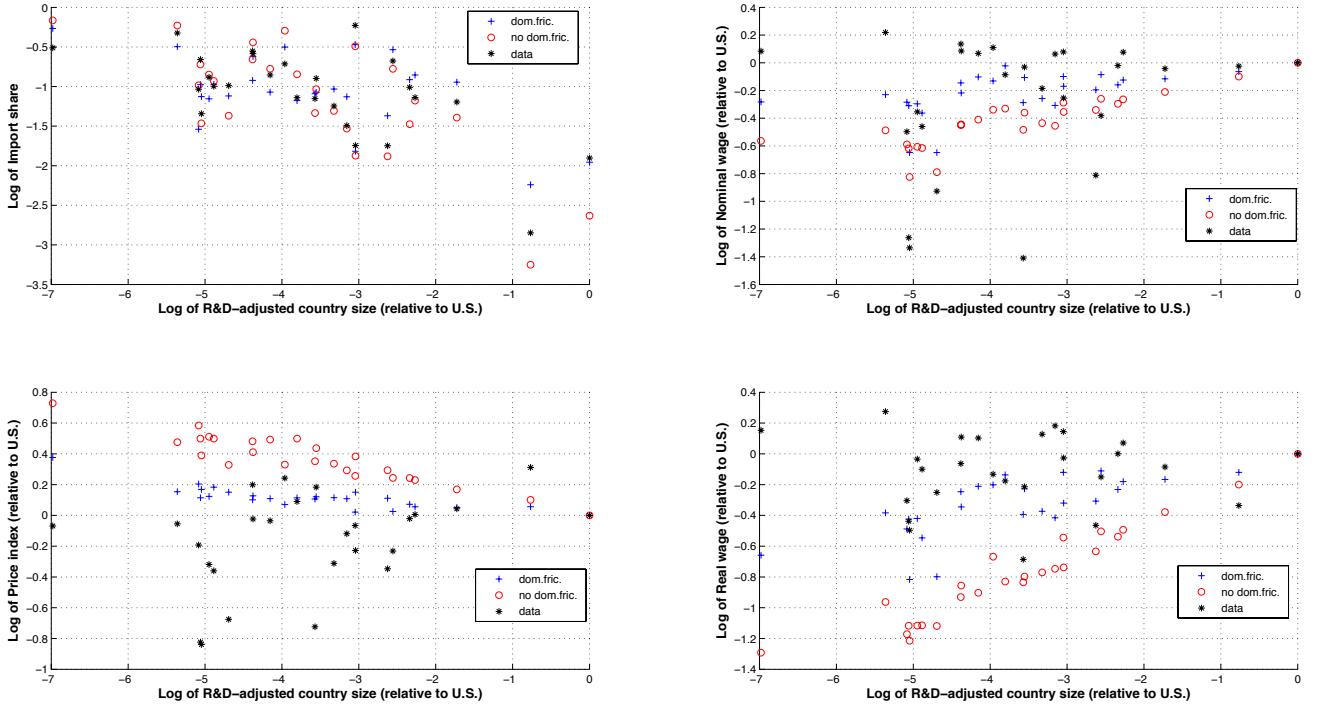 0
−0.5
−1
−1.5
−2
−2.5
−3
−3.5
Log of Import share
dom.fric.
no dom.fric.
data
−7 −6 −5 −4 −3 −2 −1 0
Log of R&D−adjusted country size (relative to U.S.)
0.4
0.2
0
−0.2
−0.4
−0.6
−0.8
−1
−1.2
−1.4
−1.6
Log of Nominal wage (relative to U.S.)
dom.fric.
no dom.fric.
data
−7 −6 −5 −4 −3 −2 −1 0
Log of R&D−adjusted country size (relative to U.S.)
0.8
0.6
0.4
0.2
0
−0.2
−0.4
−0.6
−0.8
−1
Log of Price index (relative to U.S.)
dom.fric.
no dom.fric.
data
−7 −6 −5 −4 −3 −2 −1 0
Log of R&D−adjusted country size (relative to U.S.)
0.4
0.2
0
−0.2
−0.4
−0.6
−0.8
−1
−1.2
−1.4
Log of Real wage (relative to U.S.)
dom.fric.
no dom.fric.
data
−7 −6 −5 −4 −3 −2 −1 0
Log of R&D−adjusted country size (relative to U.S.)